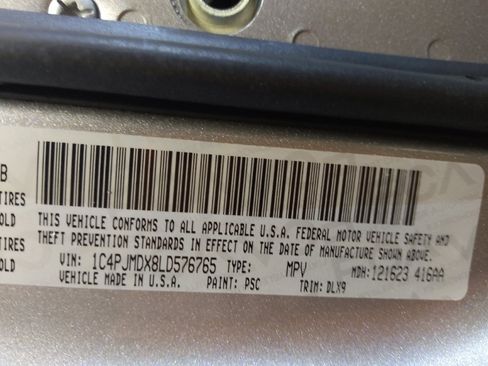 B
TIRES
OLD
TIRES
OLD
THIS VEHICLE CONFORMS TO ALL APPLICABLE U.S.A. FEDERAL MOTOR VEHICLE SAFETY AND
THEFT PREVENTION STANDARDS IN EFFECT ON THE DATE OF MANUFACTURE SHOWN ABOVE.
VIN: 1C4PJMDX8LD576765 TYPE: MPV MDH: 121623 416AA
VEHICLE MADE IN U.S.A. PAINT: PSC TRIM: DLX9